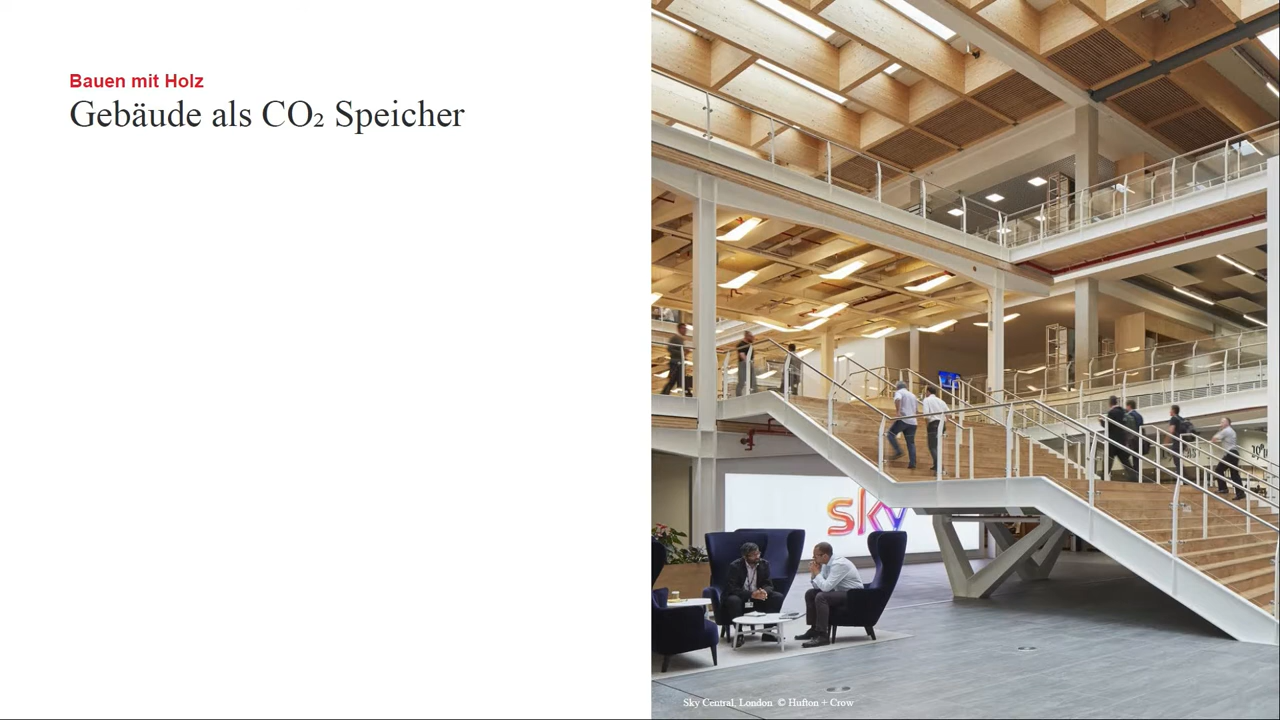 Bauen mit Holz
Gebäude als CO₂ Speicher
sky
Sky Central, London © Hufton + Crow